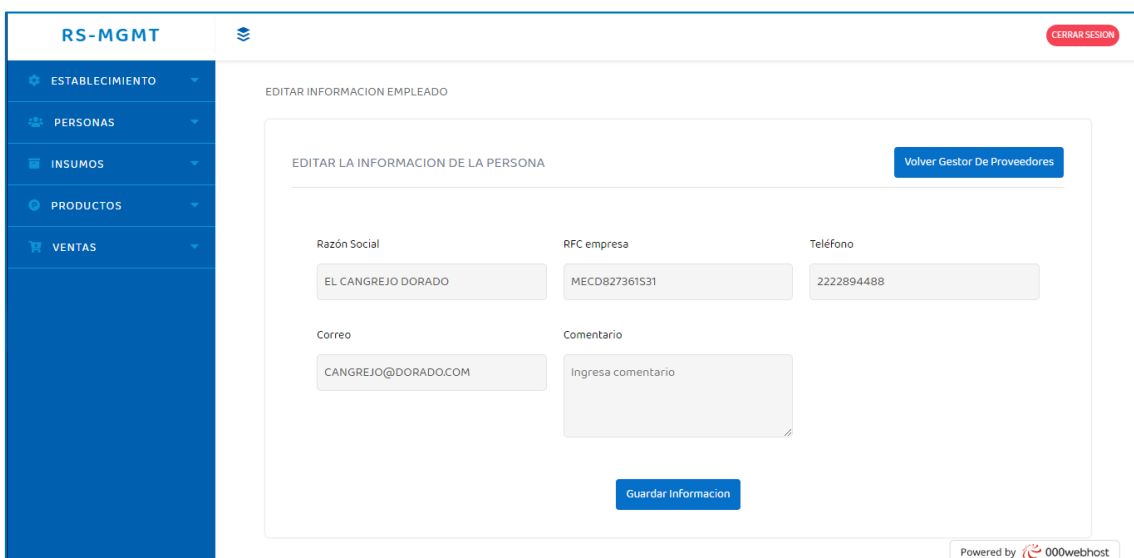 RS-MGMT
CERRAR SESION
ESTABLECIMIENTO
PERSONAS
INSUMOS
PRODUCTOS
VENTAS
EDITAR INFORMACION EMPLEADO
EDITAR LA INFORMACION DE LA PERSONA
Volver Gestor De Proveedores
Razón Social
RFC empresa
Teléfono
EL CANGREJO DORADO
MECD827361S31
2222894488
Correo
Comentario
CANGREJO@DORADO.COM
Ingresa comentario
Guardar Informacion
Powered by 000webhost